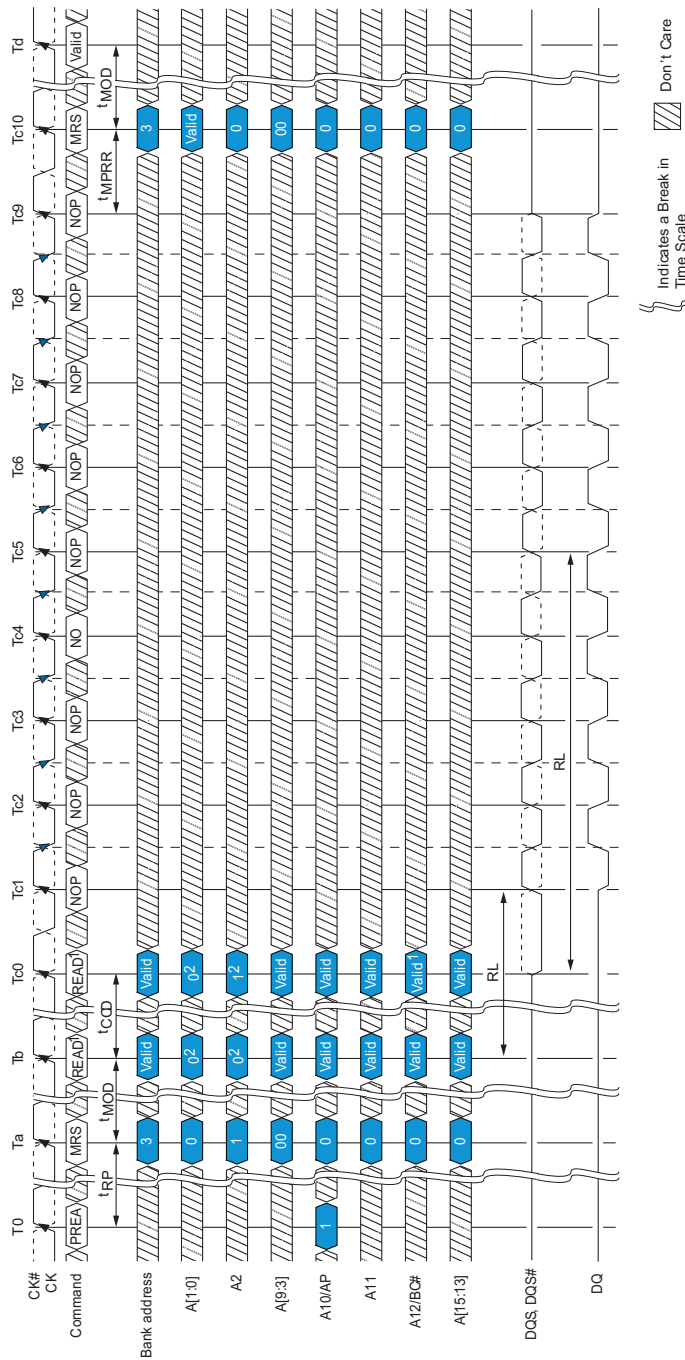 T0 Ta Tb Tc0 Tc1 Tc2 Tc3 Tc4 Tc5 Tc6 Tc7 Tc8 Tc9 Tc10 Td
CK#
CK
Command PREA MRS READ1 READ1 NOP NOP NOP NO NOP NOP NOP NOP NOP MRS Valid
tRP tMOD tCCD tMPRR tMOD
Bank address 3 Valid Valid 3
A[1:0] 0 02 02 Valid
A2 1 02 12 0
A[9:3] 00 Valid Valid 00
A10/AP 1 0 Valid Valid 0
A11 0 Valid Valid 0
A12/BC# 0 Valid Valid1 0
A[15:13] 0 Valid Valid 0
RL
DQS, DQS#
RL
DQ
Indicates a Break in
Time Scale
Don't Care